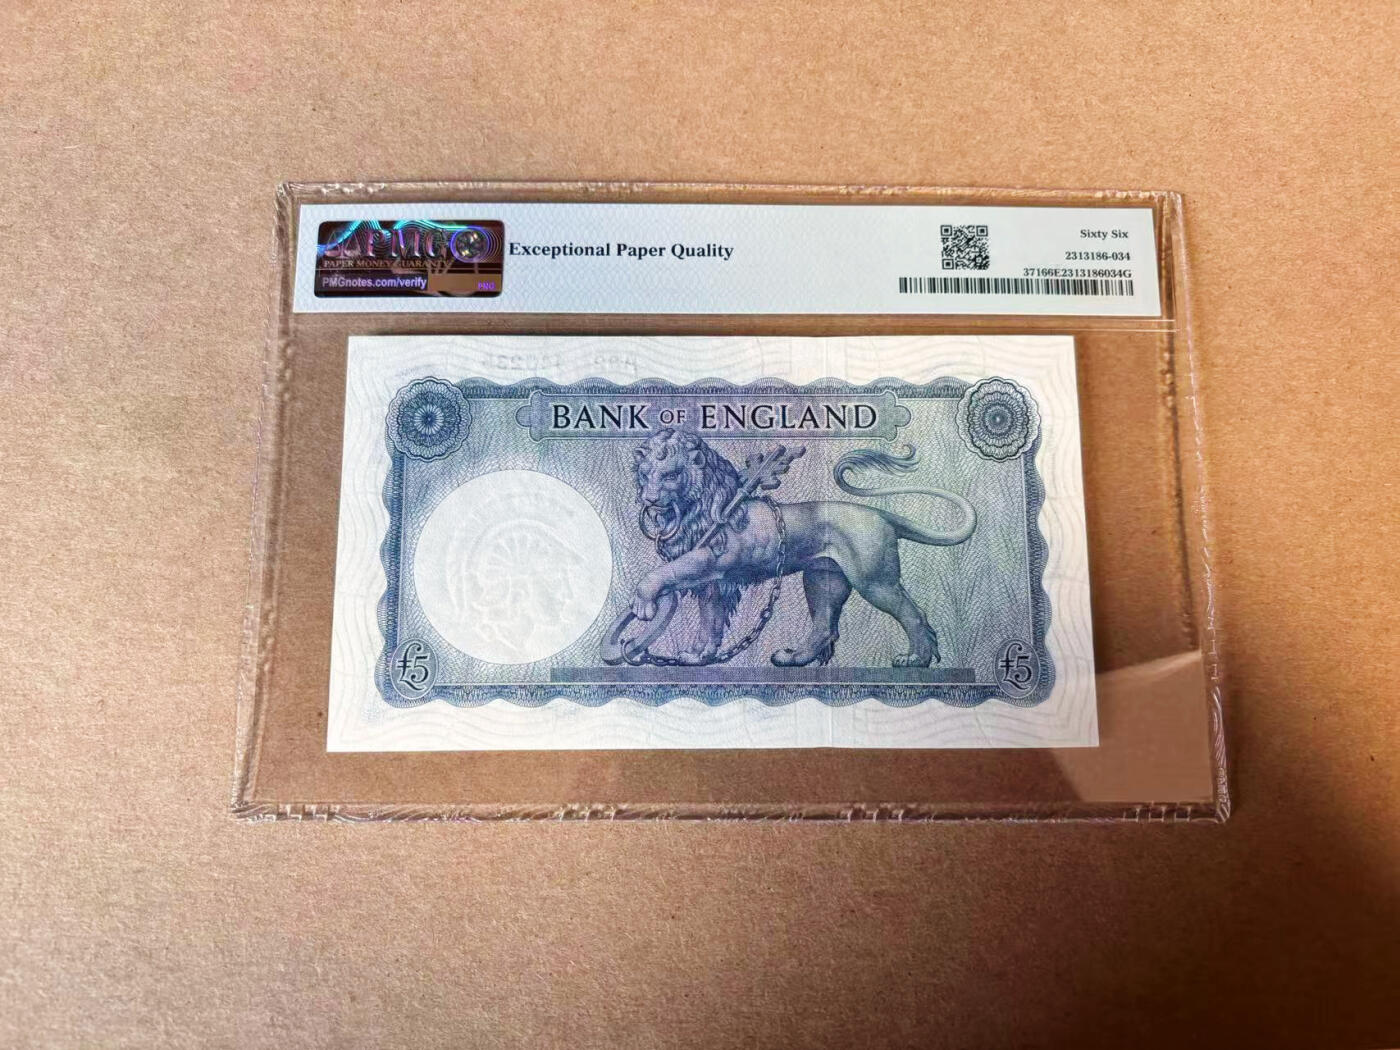 PMG
PAPER MONEY GUARANTY
PMGnotes.com/verify
PMG
Exceptional Paper Quality
Sixty Six
2313186-034
37166E2313186034G
BANK OF ENGLAND
£5
£5